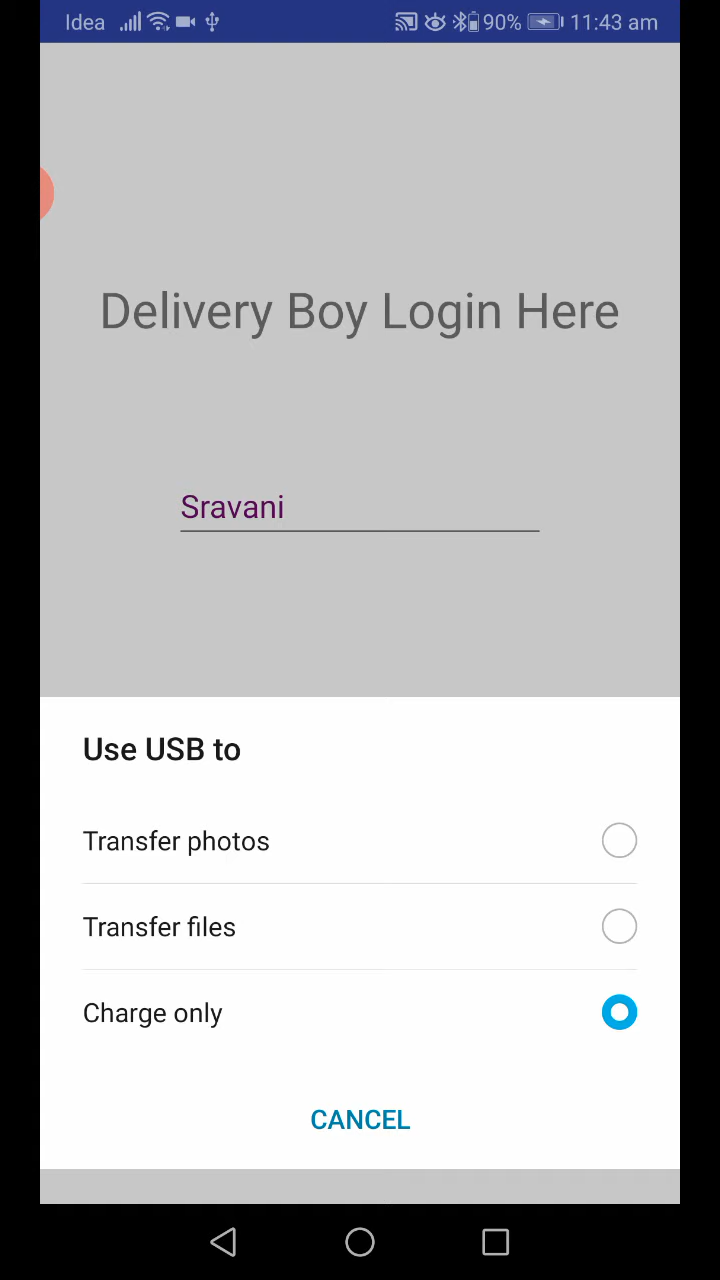 Idea 90% 11:43 am
Delivery Boy Login Here
Sravani
Use USB to
Transfer photos
Transfer files
Charge only
CANCEL